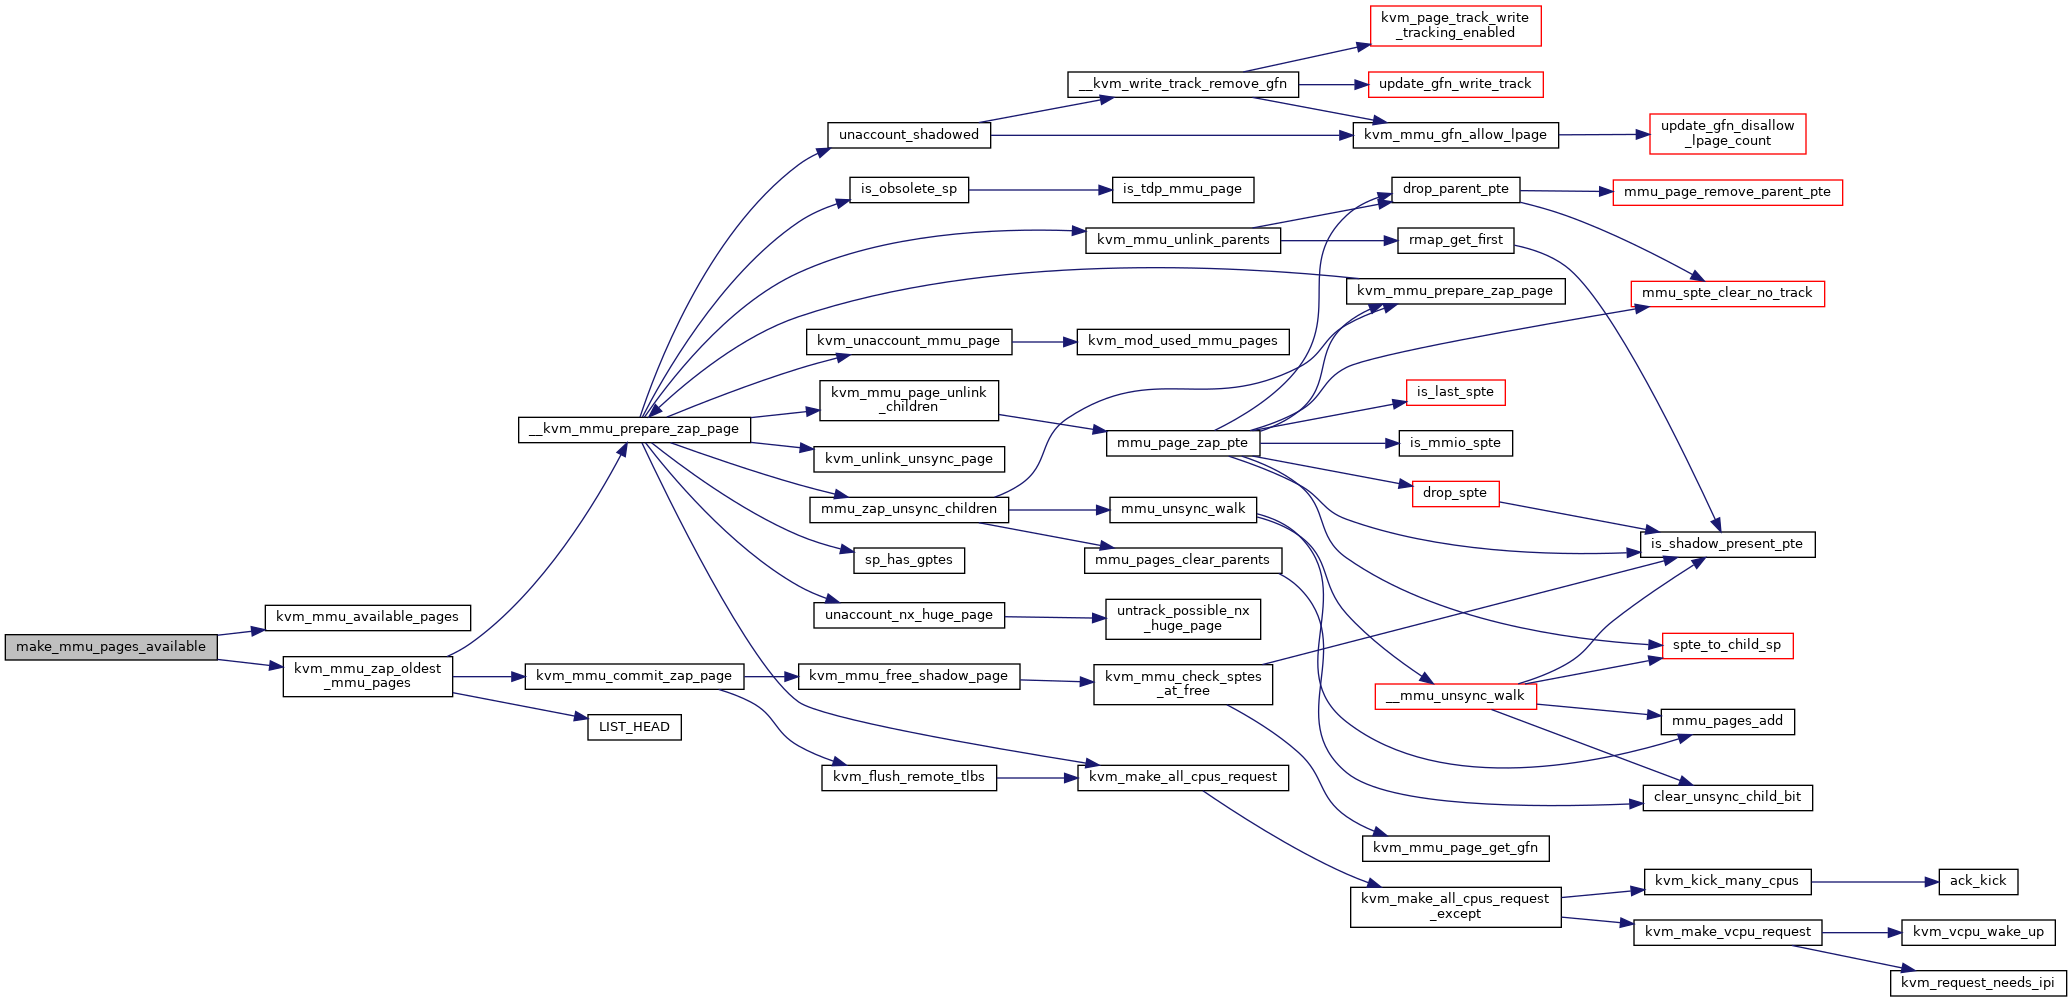 make_mmu_pages_available
kvm_mmu_available_pages
kvm_mmu_zap_oldest
_mmu_pages
__kvm_mmu_prepare_zap_page
kvm_mmu_commit_zap_page
LIST_HEAD
unaccount_shadowed
is_obsolete_sp
kvm_unaccount_mmu_page
kvm_mmu_page_unlink
_children
kvm_unlink_unsync_page
mmu_zap_unsync_children
sp_has_gptes
unaccount_nx_huge_page
kvm_mmu_free_shadow_page
kvm_flush_remote_tlbs
__kvm_write_track_remove_gfn
is_tdp_mmu_page
kvm_mmu_unlink_parents
kvm_mod_used_mmu_pages
mmu_page_zap_pte
mmu_unsync_walk
mmu_pages_clear_parents
untrack_possible_nx
_huge_page
kvm_mmu_check_sptes
_at_free
kvm_make_all_cpus_request
kvm_page_track_write
_tracking_enabled
update_gfn_write_track
kvm_mmu_gfn_allow_lpage
drop_parent_pte
rmap_get_first
kvm_mmu_prepare_zap_page
is_last_spte
is_mmio_spte
drop_spte
__mmu_unsync_walk
kvm_mmu_page_get_gfn
kvm_make_all_cpus_request
_except
update_gfn_disallow
_lpage_count
mmu_page_remove_parent_pte
mmu_spte_clear_no_track
is_shadow_present_pte
spte_to_child_sp
mmu_pages_add
clear_unsync_child_bit
kvm_kick_many_cpus
kvm_make_vcpu_request
ack_kick
kvm_vcpu_wake_up
kvm_request_needs_ipi